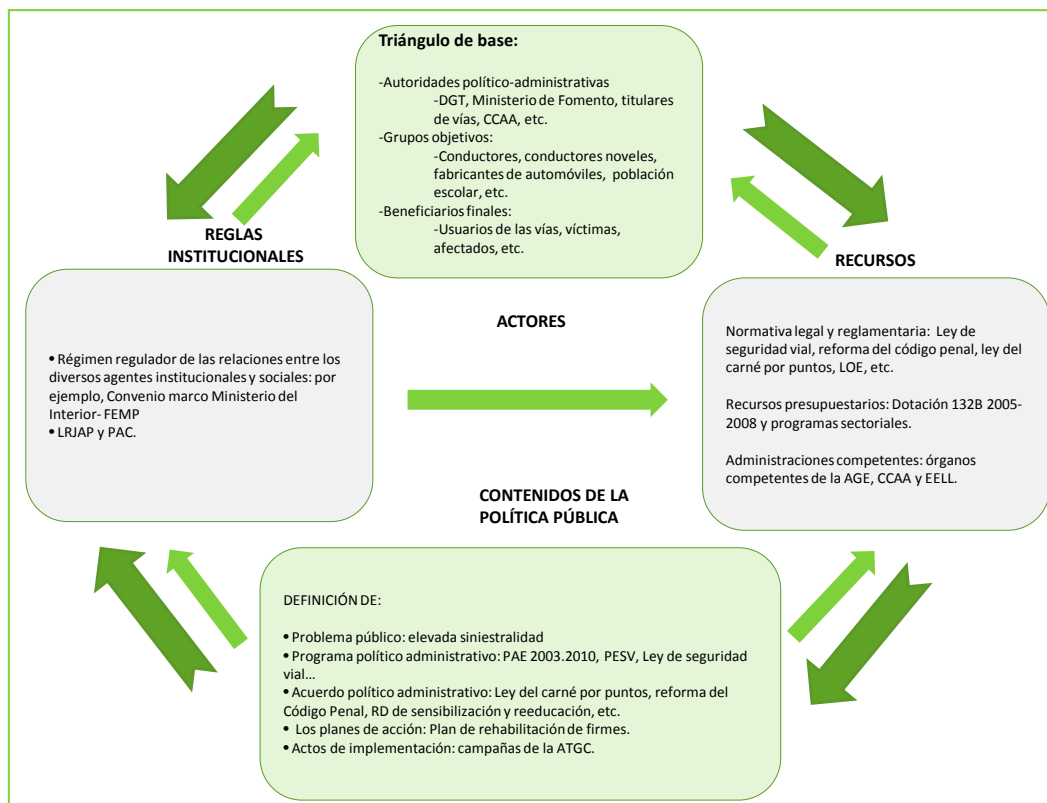 Triángulo de base:
-Autoridades político-administrativas
-DGT, Ministerio de Fomento, titulares
de vías, CCAA, etc.
-Grupos objetivos:
-Conductores, conductores noveles,
fabricantes de automóviles, población
escolar, etc.
-Beneficiarios finales:
-Usuarios de las vías, víctimas,
afectados, etc.
REGLAS
INSTITUCIONALES
RECURSOS
ACTORES
• Régimen regulador de las relaciones entre los
diversos agentes institucionales y sociales: por
ejemplo, Convenio marco Ministerio del
Interior- FEMP
• LRJAP y PAC.
Normativa legal y reglamentaria: Ley de
seguridad vial, reforma del código penal, ley del
carné por puntos, LOE, etc.
Recursos presupuestarios: Dotación 132B 2005-
2008 y programas sectoriales.
Administraciones competentes: órganos
competentes de la AGE, CCAA y EELL.
CONTENIDOS DE LA
POLÍTICA PÚBLICA
DEFINICIÓN DE:
• Problema público: elevada siniestralidad
• Programa político administrativo: PAE 2003.2010, PESV, Ley de seguridad
vial...
• Acuerdo político administrativo: Ley del carné por puntos, reforma del
Código Penal, RD de sensibilización y reeducación, etc.
• Los planes de acción: Plan de rehabilitación de firmes.
• Actos de implementación: campañas de la ATGC.